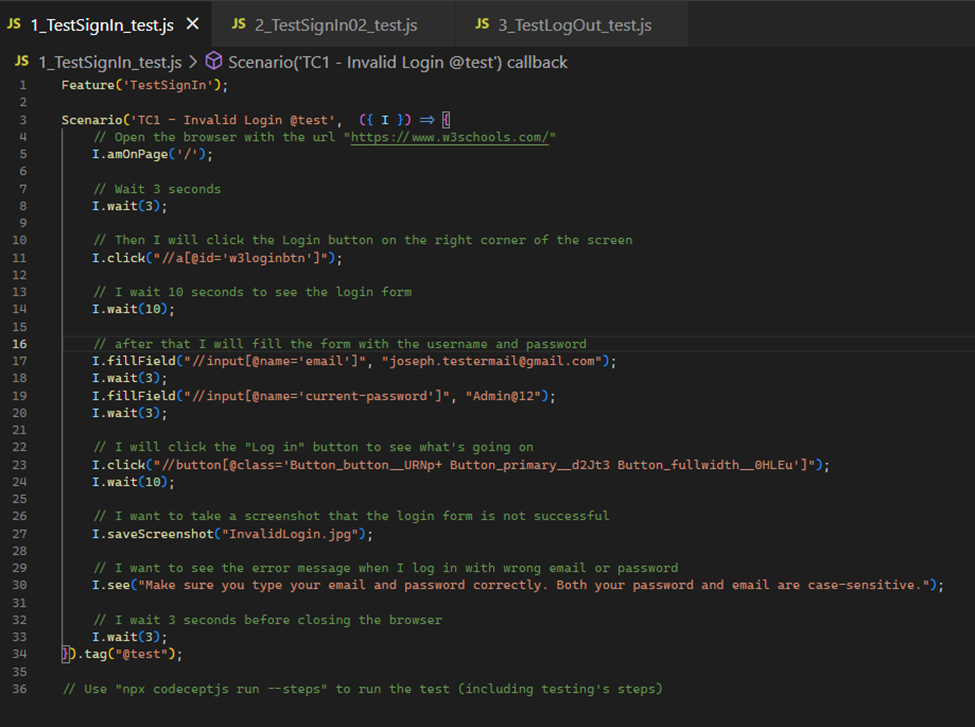 JS 1_TestSignIn_test.js ✕ JS 2_TestSignIn02_test.js JS 3_TestLogOut_test.js
JS 1_TestSignIn_test.js > Scenario('TC1 - Invalid Login @test') callback
1 Feature('TestSignIn');
2
3 Scenario('TC1 - Invalid Login @test', ({ I }) => {
4 // Open the browser with the url "https://www.w3schools.com/"
5 I.amOnPage('/');
6
7 // Wait 3 seconds
8 I.wait(3);
9
10 // Then I will click the Login button on the right corner of the screen
11 I.click("//a[@id='w3loginbtn']");
12
13 // I wait 10 seconds to see the login form
14 I.wait(10);
15
16 // after that I will fill the form with the username and password
17 I.fillField("//input[@name='email']", "joseph.testermail@gmail.com");
18 I.wait(3);
19 I.fillField("//input[@name='current-password']", "Admin@12");
20 I.wait(3);
21
22 // I will click the "Log in" button to see what's going on
23 I.click("//button[@class='Button_button__URNp+ Button_primary__d2Jt3 Button_fullwidth__0HLEu']");
24 I.wait(10);
25
26 // I want to take a screenshot that the login form is not successful
27 I.saveScreenshot("InvalidLogin.jpg");
28
29 // I want to see the error message when I log in with wrong email or password
30 I.see("Make sure you type your email and password correctly. Both your password and email are case-sensitive.");
31
32 // I wait 3 seconds before closing the browser
33 I.wait(3);
34 }).tag("@test");
35
36 // Use "npx codeceptjs run --steps" to run the test (including testing's steps)